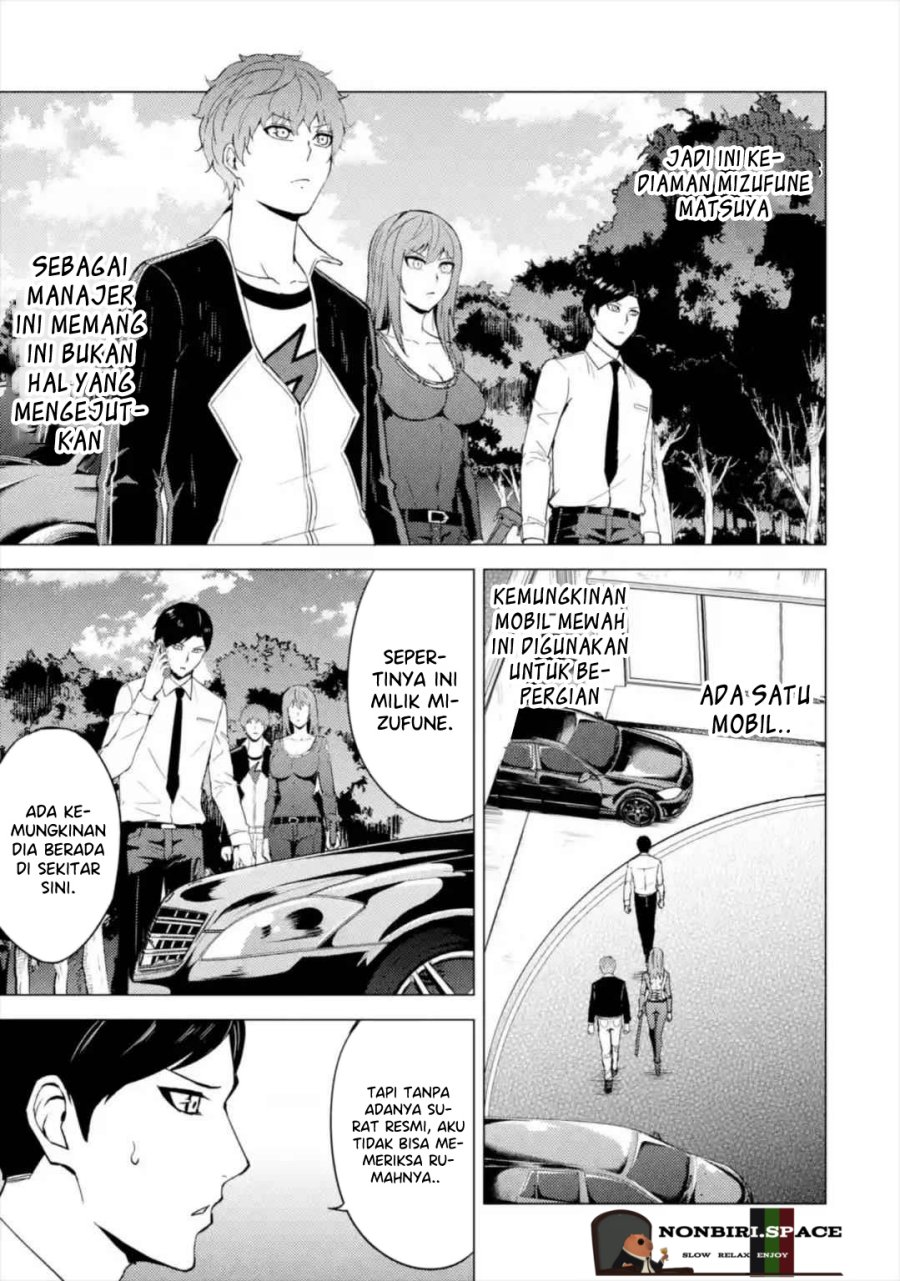 JADI INI KE-
DIAMAN MIZUFUNE
MATSUYA
SEBAGAI
MANAJER
INI MEMANG
INI BUKAN
HAL YANG
MENGEJUT-
KAN
ADA SATU
MOBIL..
KEMUNGKINAN
MOBIL MEWAH
INI DIGUNAKAN
UNTUK BE-
PERGIAN
SEPER-
TINYA INI
MILIK MI-
ZUFUNE.
ADA KE-
MUNGKINAN
DIA BERADA
DI SEKITAR
SINI.
TAPI TANPA
ADANYA SU-
RAT RESMI, AKU
TIDAK BISA ME-
MERIKSA RU-
MAHNYA..
NONBIRI.SPACE
SLOW RELAX ENJOY